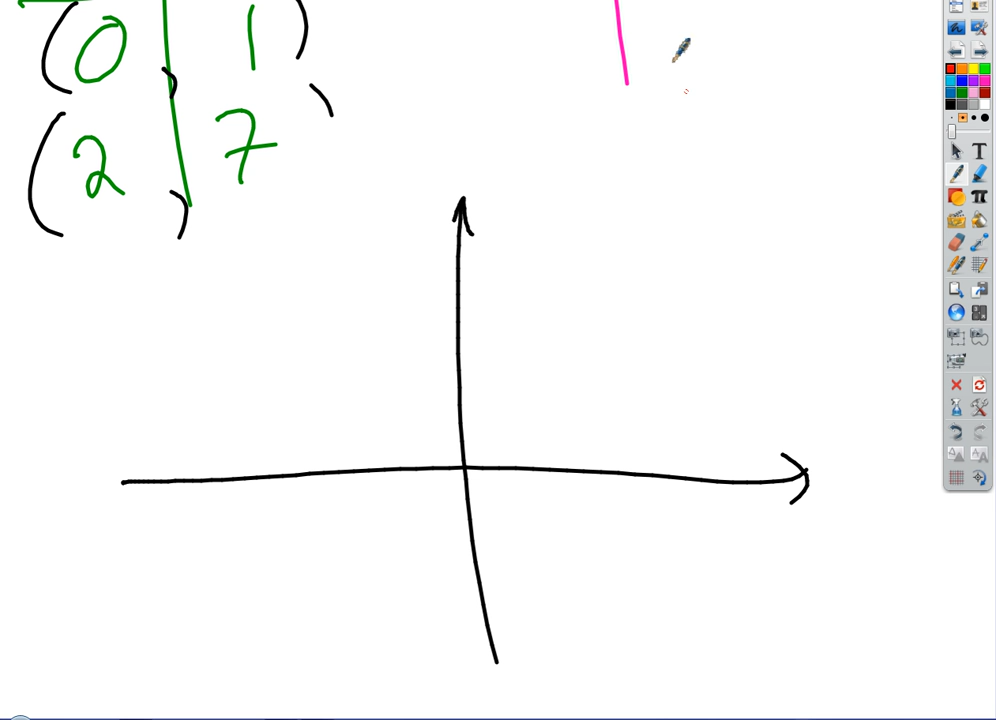 (0 | 1)
(2 | 7